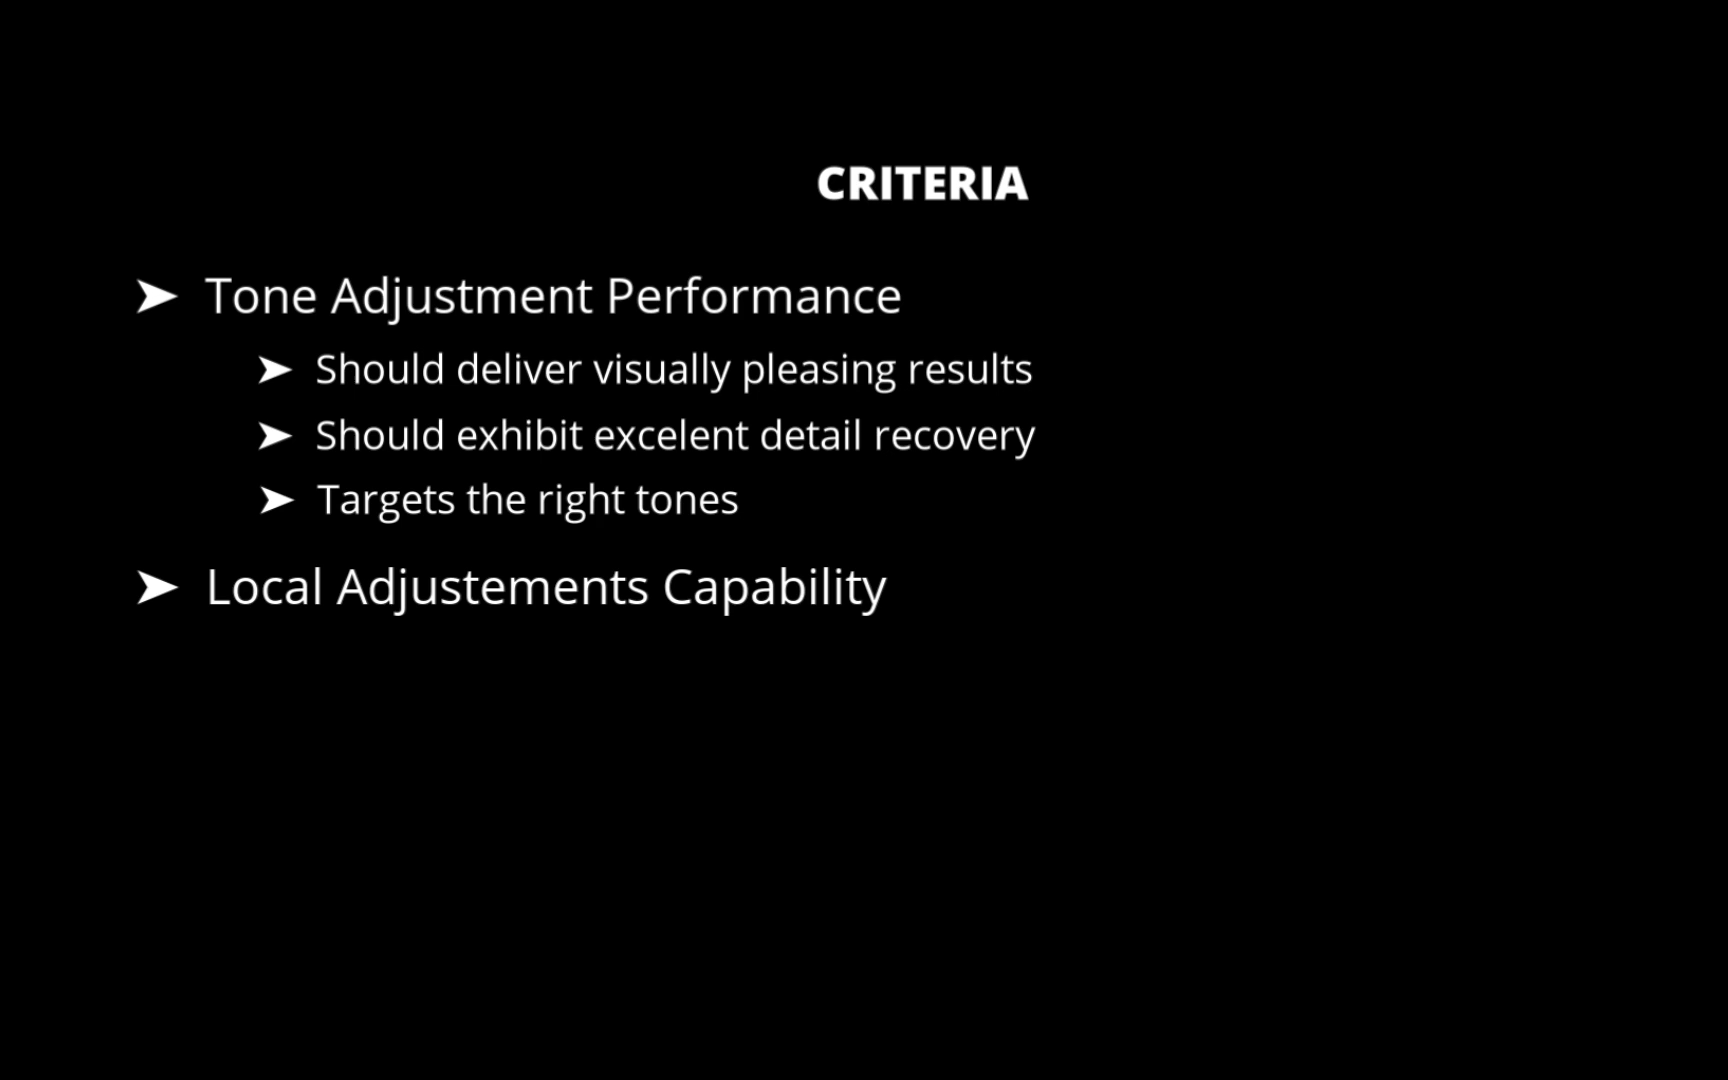 CRITERIA
➤ Tone Adjustment Performance
➤ Should deliver visually pleasing results
➤ Should exhibit excelent detail recovery
➤ Targets the right tones
➤ Local Adjustements Capability